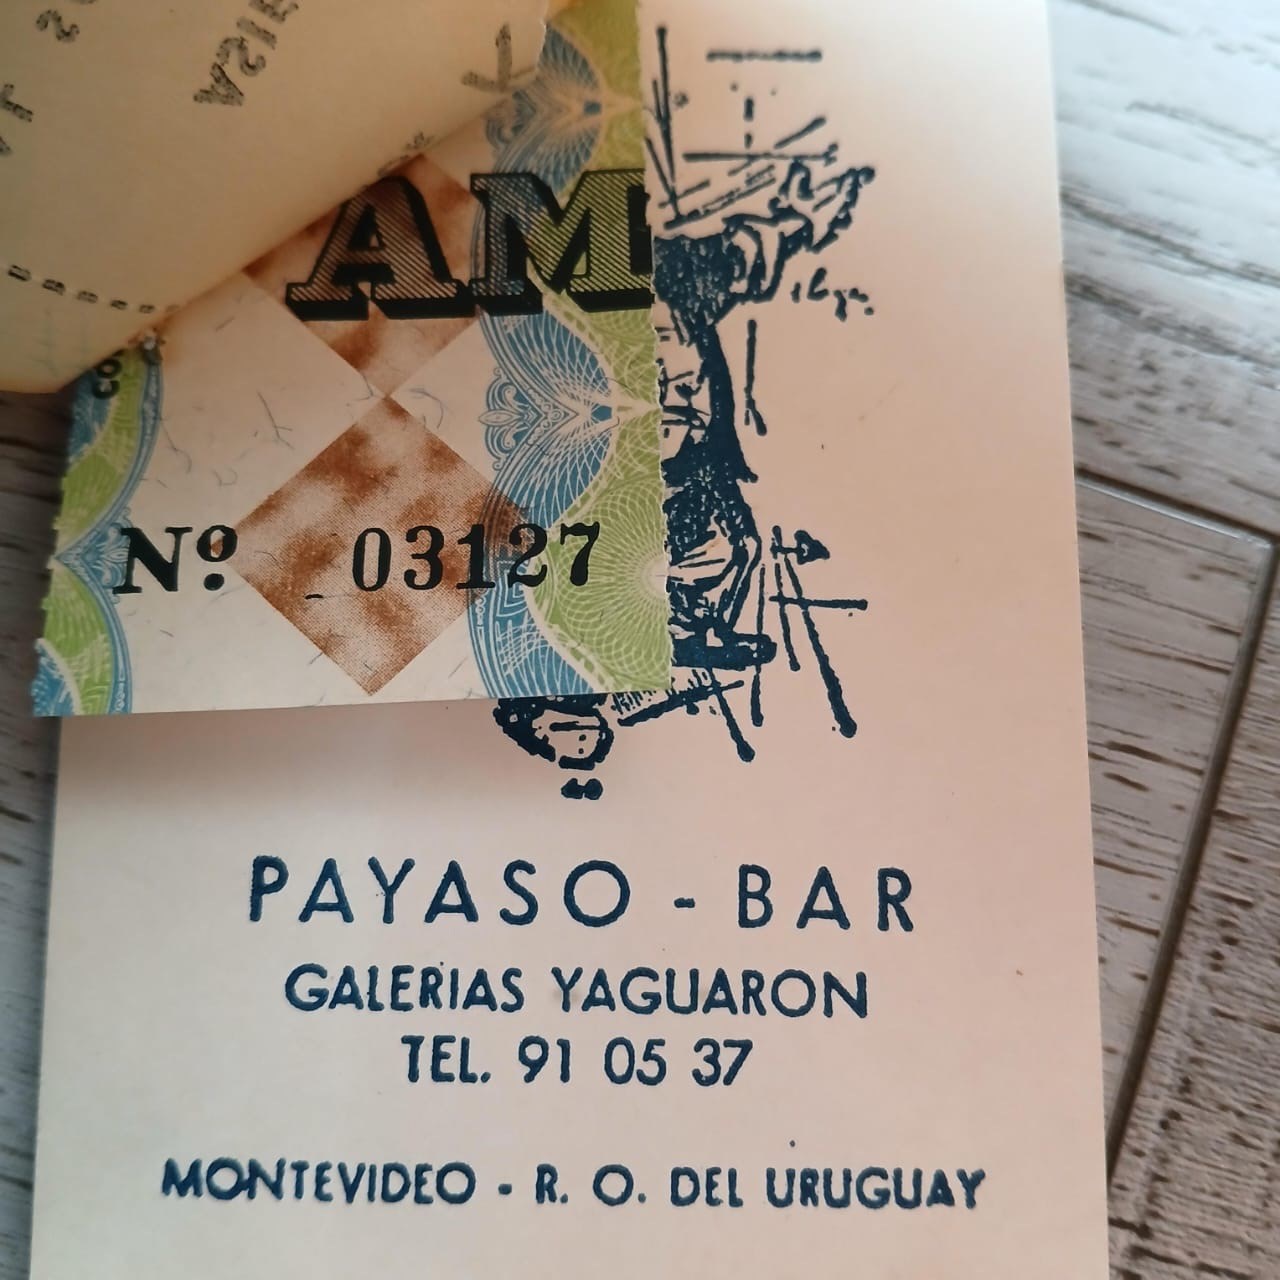 AM
Nº 03127
PAYASO - BAR
GALERIAS YAGUARON
TEL. 91 05 37
MONTEVIDEO - R. O. DEL URUGUAY